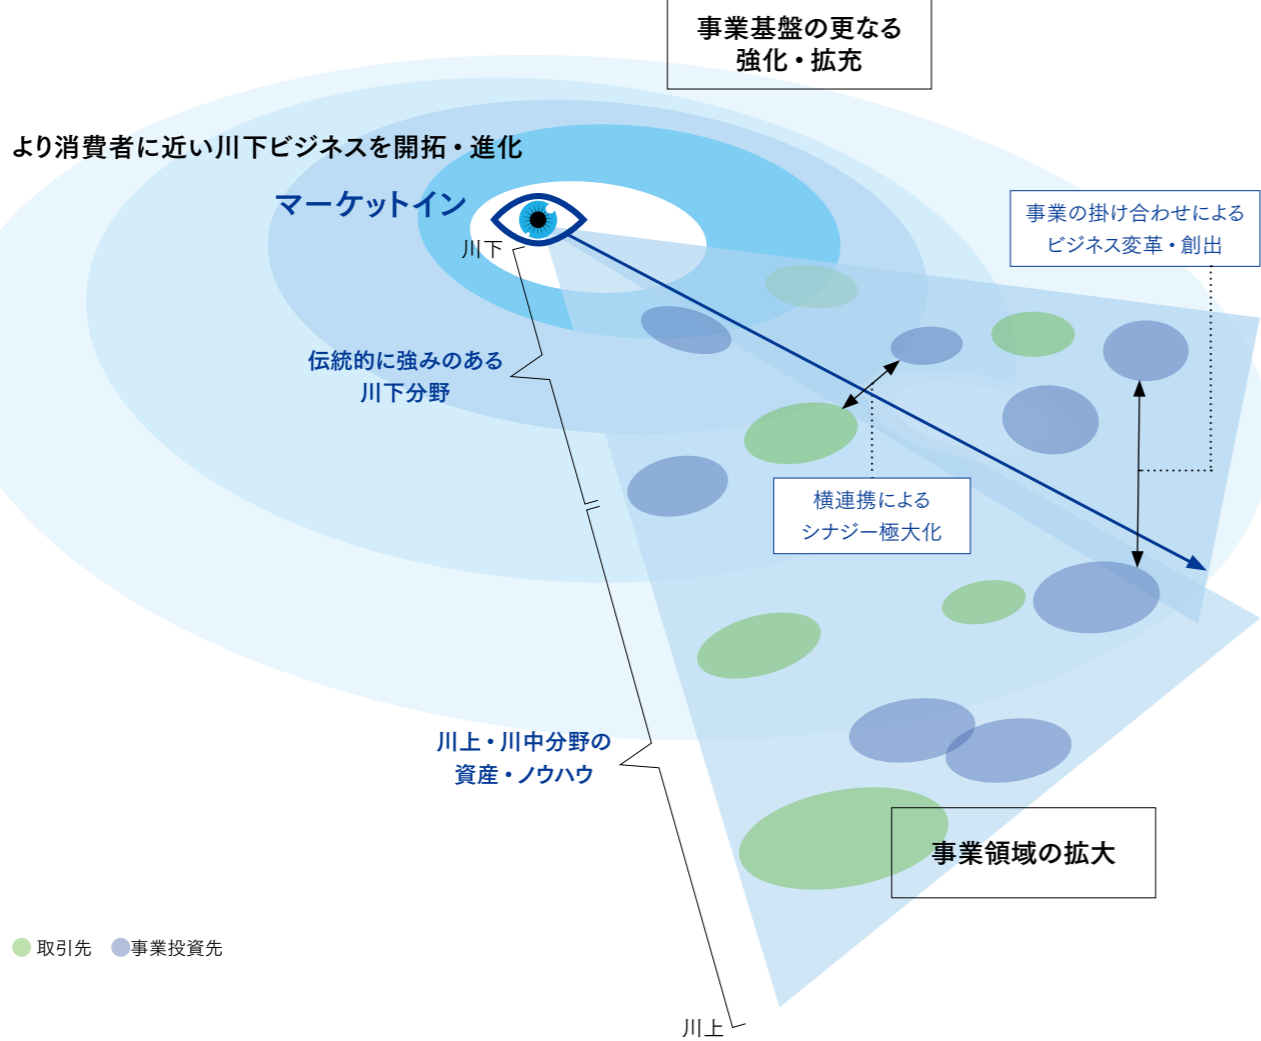 事業基盤の更なる
強化・拡充
より消費者に近い川下ビジネスを開拓・進化
マーケットイン
川下
事業の掛け合わせによる
ビジネス変革・創出
伝統的に強みのある
川下分野
横連携による
シナジー極大化
川上・川中分野の
資産・ノウハウ
事業領域の拡大
取引先 事業投資先
川上